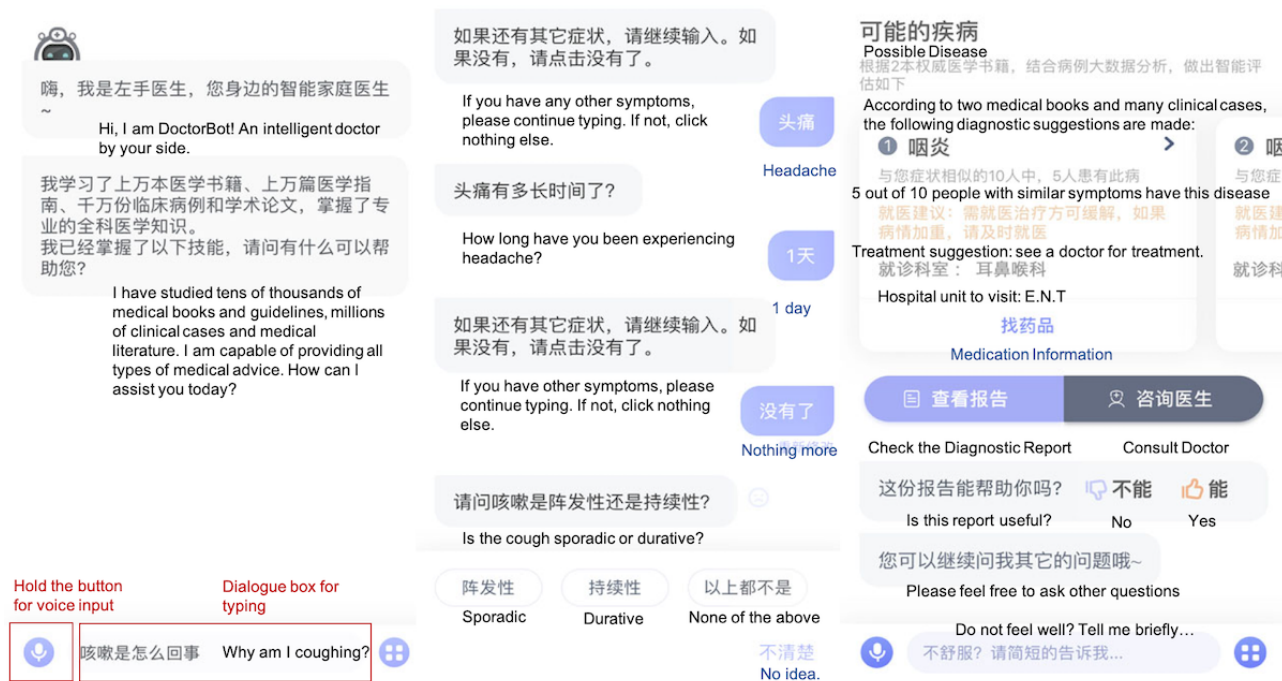 嗨，我是左手医生，您身边的智能家庭医生
~
Hi, I am DoctorBot! An intelligent doctor
by your side.
我学习了上万本医学书籍、上万篇医学指
南、千万份临床病例和学术论文，掌握了专
业的全科医学知识。
我已经掌握了以下技能，请问有什么可以帮
助您？
I have studied tens of thousands of
medical books and guidelines, millions
of clinical cases and medical
literature. I am capable of providing all
types of medical advice. How can I
assist you today?
Hold the button
for voice input
Dialogue box for
typing
咳嗽是怎么回事
Why am I coughing?
如果还有其它症状，请继续输入。如
果没有，请点击没有了。
If you have any other symptoms,
please continue typing. If not, click
nothing else.
头痛
Headache
头痛有多长时间了？
How long have you been experiencing
headache?
1天
1 day
如果还有其它症状，请继续输入。如
果没有，请点击没有了。
If you have other symptoms, please
continue typing. If not, click nothing
else.
没有了
Nothing more
请问咳嗽是阵发性还是持续性？
Is the cough sporadic or durative?
阵发性
持续性
以上都不是
Sporadic
Durative
None of the above
不清楚
No idea.
可能的疾病
Possible Disease
根据2本权威医学书籍，结合病例大数据分析，做出智能评
估如下
According to two medical books and many clinical cases,
the following diagnostic suggestions are made:
1 咽炎
2 咽
与您症状相似的10人中，5人患有此病
与您症
5 out of 10 people with similar symptoms have this disease
就医建议：需就医治疗方可缓解，如果
病情加重，请及时就医
就医建
病情加
Treatment suggestion: see a doctor for treatment.
就诊科室： 耳鼻喉科
就诊科
Hospital unit to visit: E.N.T
找药品
Medication Information
查看报告
咨询医生
Check the Diagnostic Report
Consult Doctor
这份报告能帮助你吗？
不能
能
Is this report useful?
No
Yes
您可以继续问我其它的问题哦~
Please feel free to ask other questions
Do not feel well? Tell me briefly…
不舒服？请简短的告诉我...